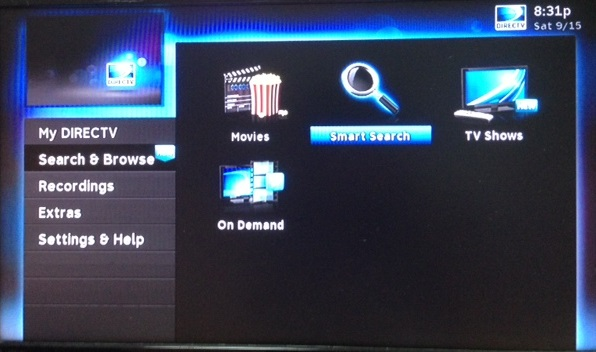 DIRECTV
8:31p
Sat 9/15
DIRECTV
My DIRECTV
Search & Browse
Recordings
Extras
Settings & Help
Movies
Smart Search
TV Shows
On Demand